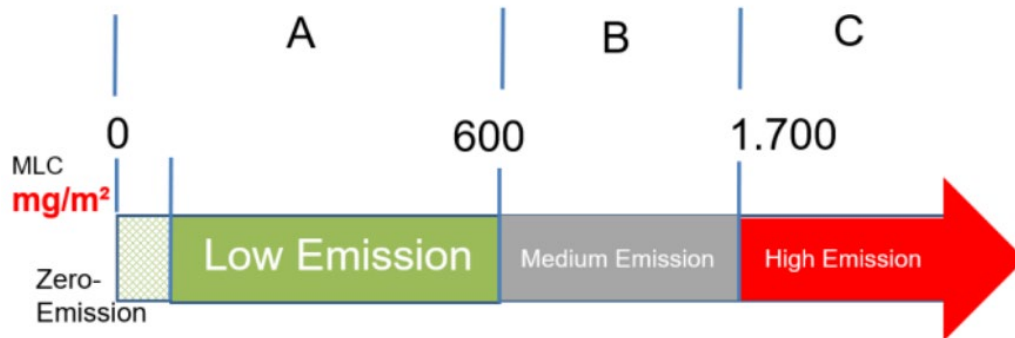 A B C
0 600 1.700
MLC
mg/m²
Low Emission Medium Emission High Emission
Zero-
Emission